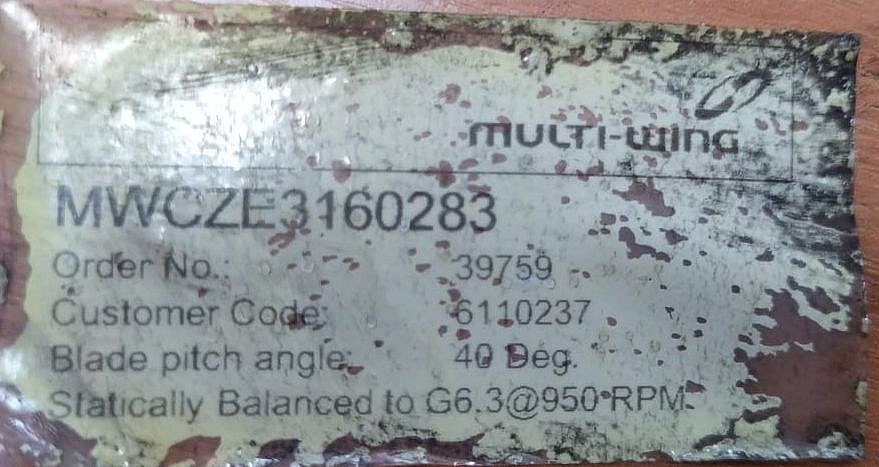 MULTI-WING
MWCZE3160283
Order No.: 39759
Customer Code: 6110237
Blade pitch angle: 40 Deg.
Statically Balanced to G6.3@950 RPM.